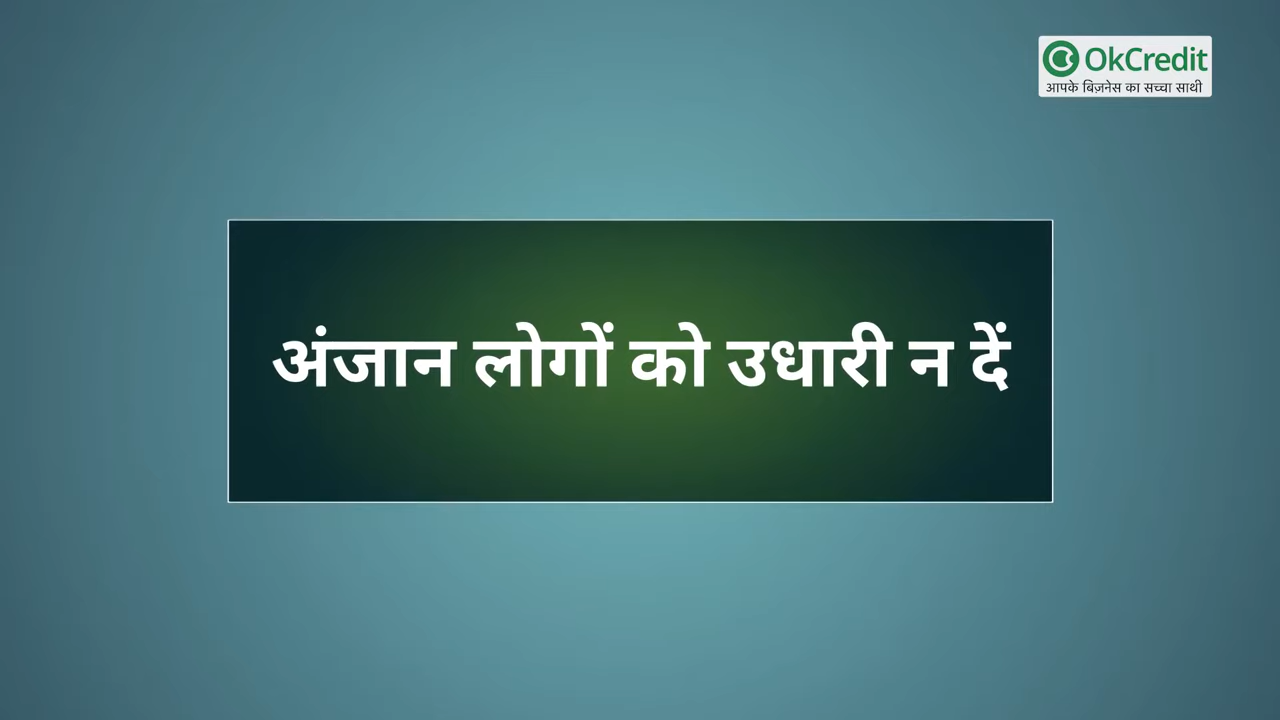 OkCredit
आपके बिज़नेस का सच्चा साथी
अंजान लोगों को उधारी न दें